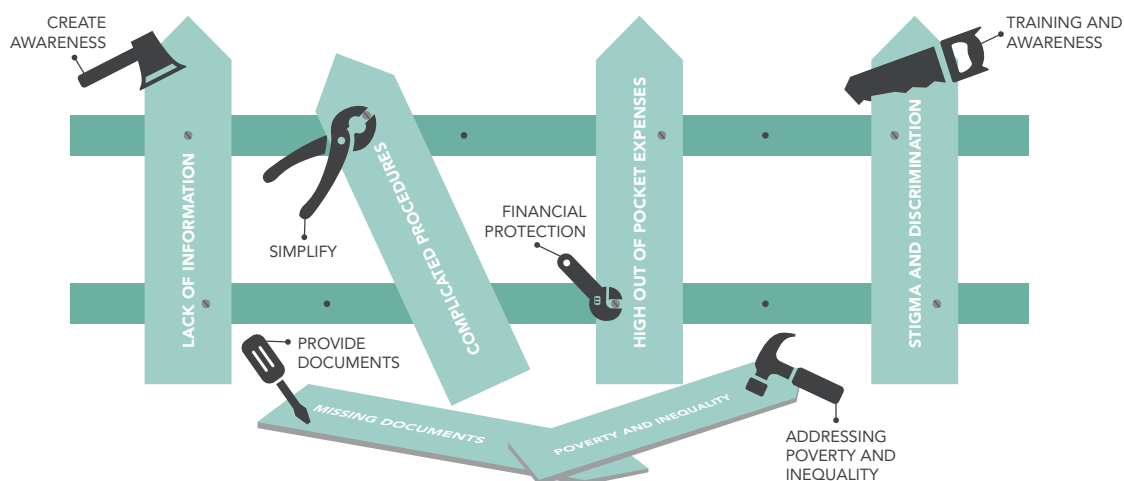 CREATE
AWARENESS
LACK OF INFORMATION
SIMPLIFY
COMPLICATED PROCEDURES
FINANCIAL
PROTECTION
HIGH OUT OF POCKET EXPENSES
TRAINING AND
AWARENESS
STIGMA AND DISCRIMINATION
PROVIDE
DOCUMENTS
MISSING DOCUMENTS
POVERTY AND INEQUALITY
ADDRESSING
POVERTY AND
INEQUALITY